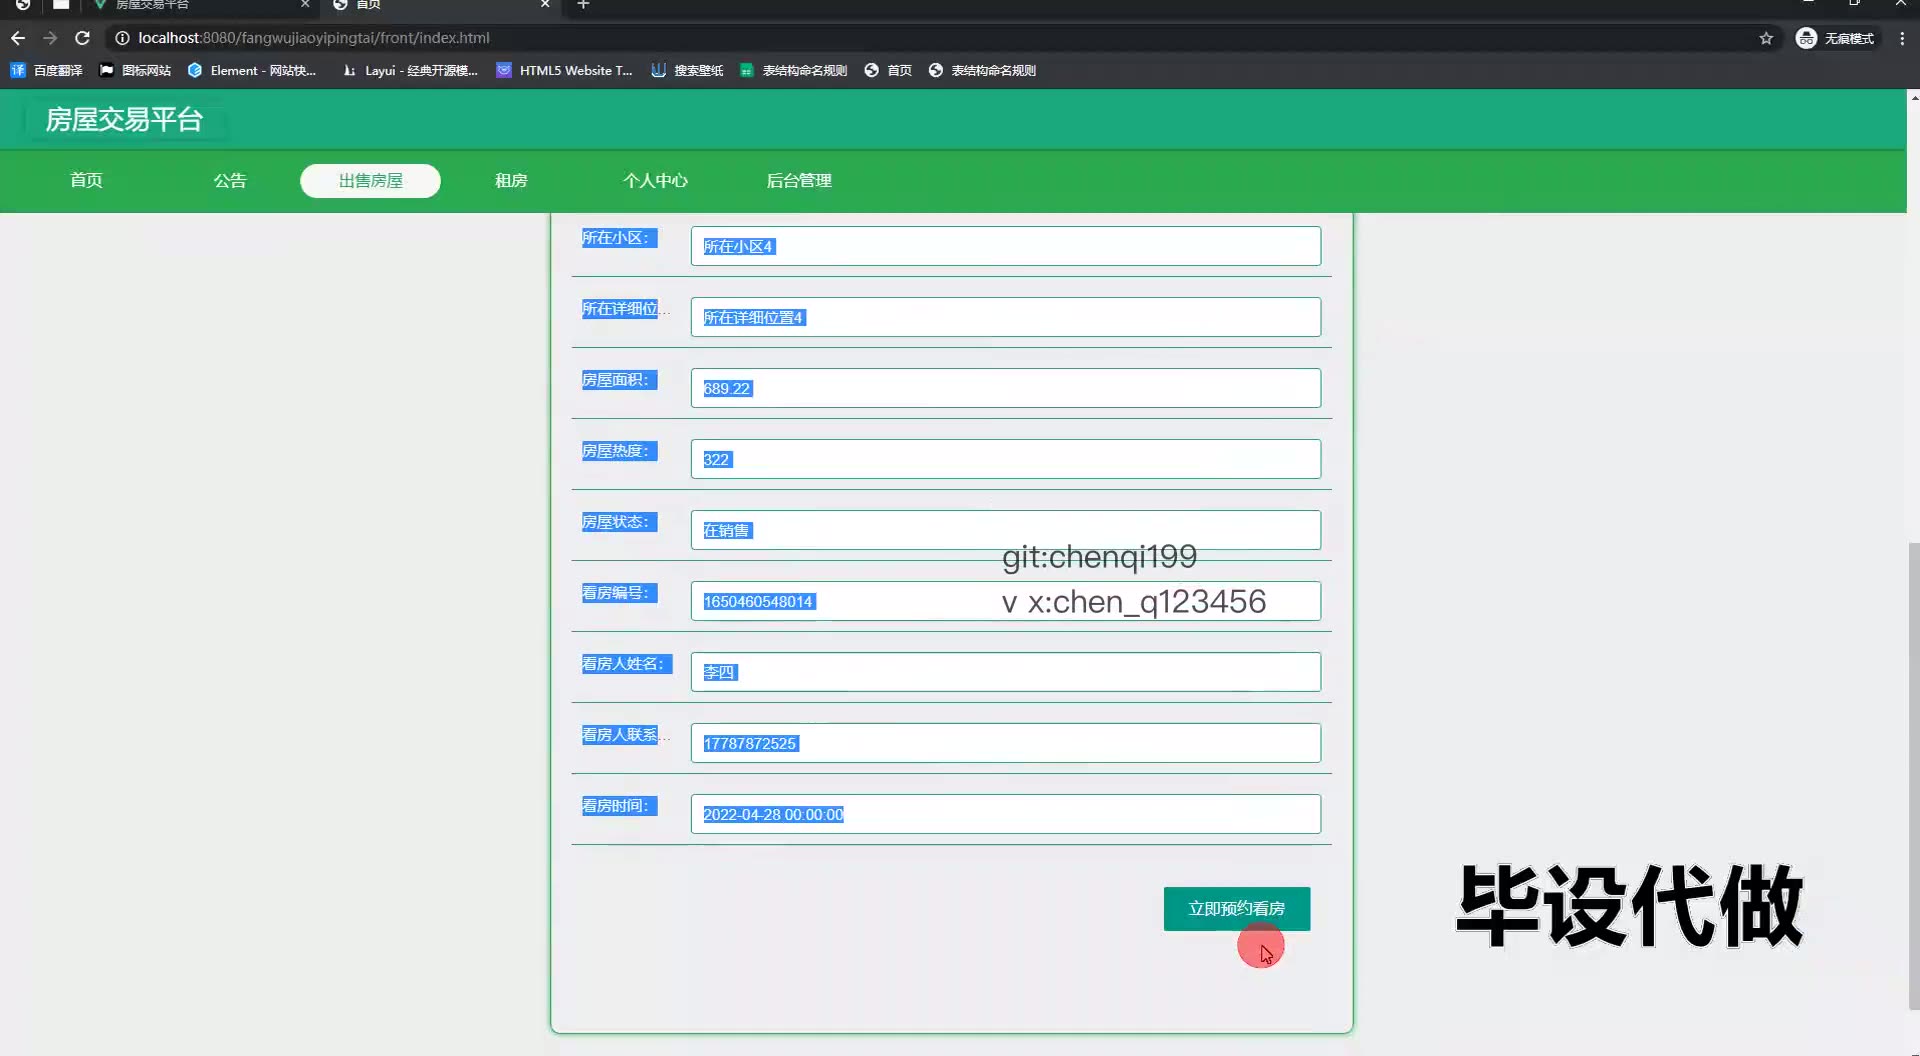 房屋交易平台
首页
localhost:8080/fangwujiaoyipingtai/front/index.html
无痕模式
百度翻译
图标网站
Element - 网站快...
Layui - 经典开源模...
HTML5 Website T...
搜索壁纸
表结构命名规则
首页
表结构命名规则
房屋交易平台
首页
公告
出售房屋
租房
个人中心
后台管理
所在小区：
所在小区4
所在详细位...
所在详细位置4
房屋面积：
689.22
房屋热度：
322
房屋状态：
在销售
git:chenqi199
看房编号：
1650460548014
v x:chen_q123456
看房人姓名：
李四
看房人联系...
17787872525
看房时间：
2022-04-28 00:00:00
立即预约看房
毕设代做